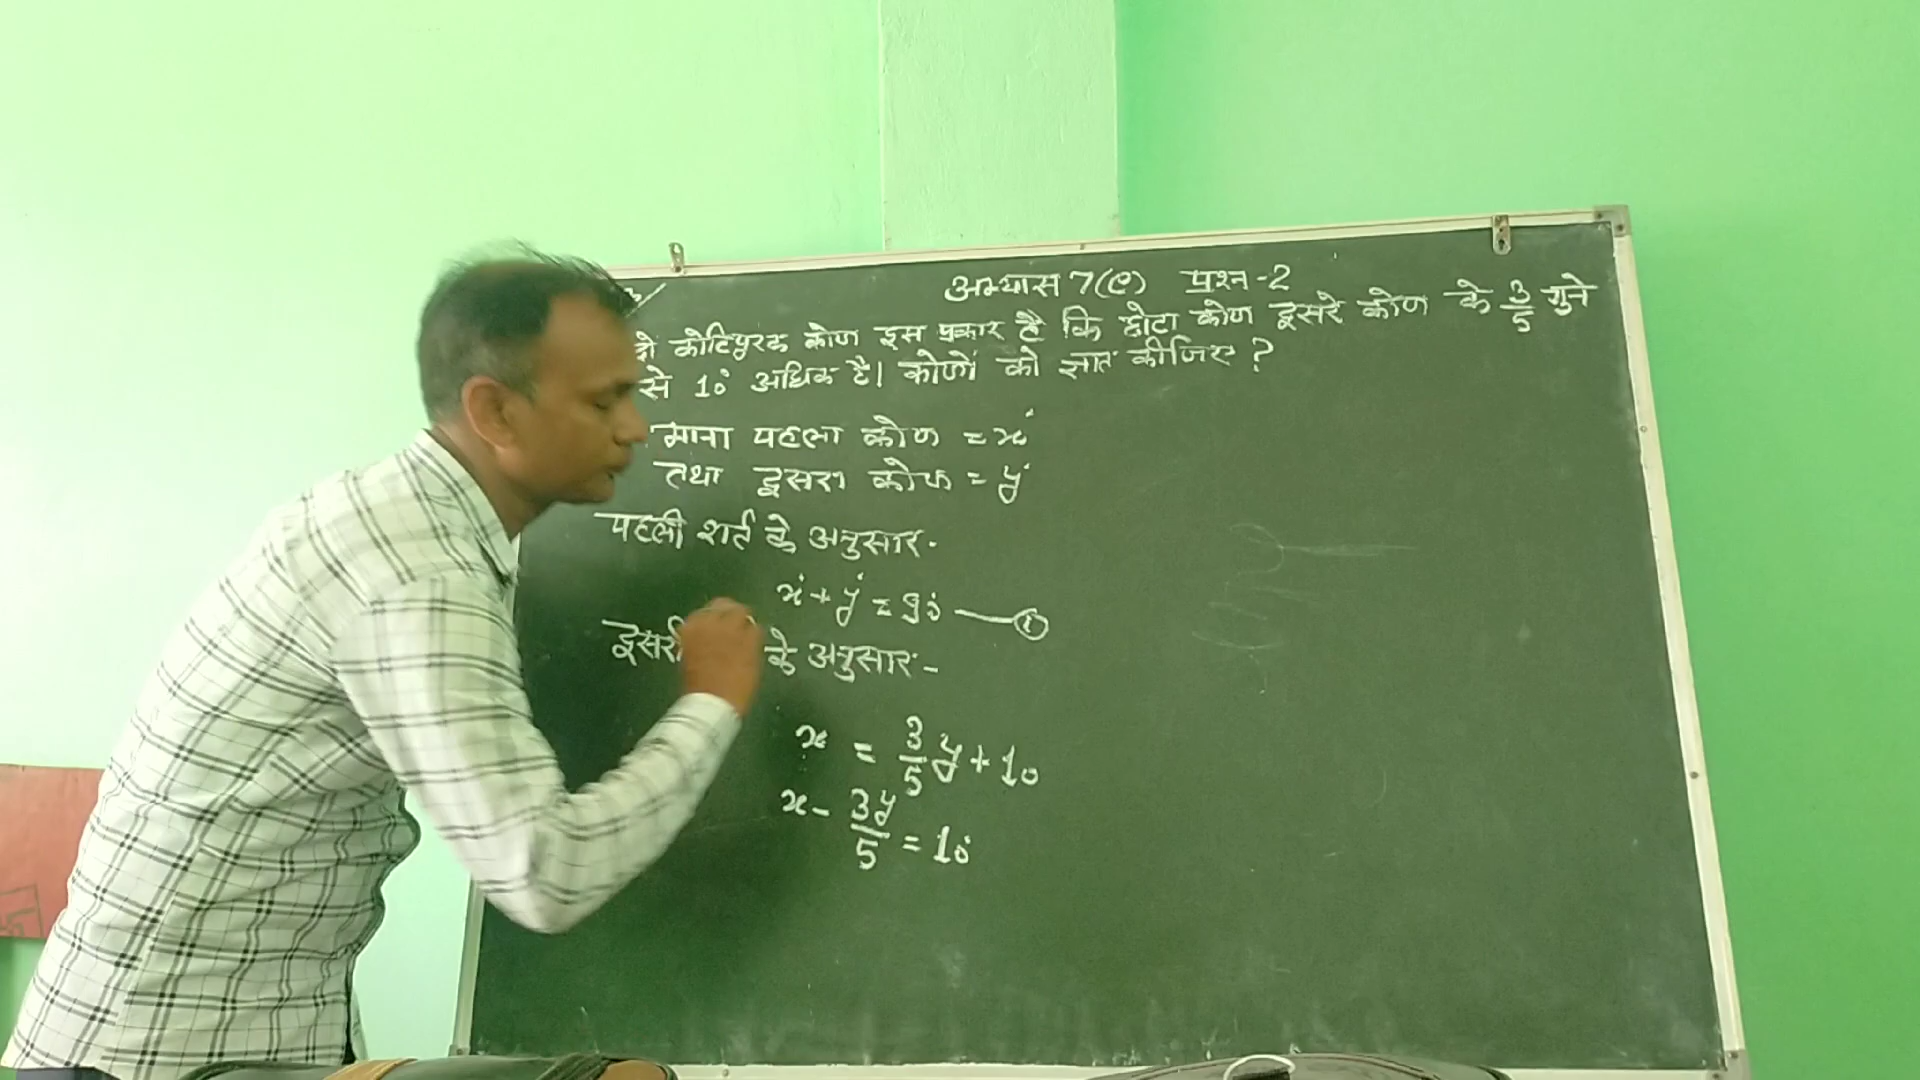 अभ्यास 7(e) प्रश्न-2
दो कोटिपूरक कोण इस प्रकार है कि छोटा कोण दूसरे कोण के 3/5 गुने
से 10° अधिक है। कोणों को ज्ञात कीजिए ?
माना पहला कोण = x°
तथा दूसरा कोण = y°
पहली शर्त के अनुसार-
x° + y° = 90° —— (1)
दूसरी के अनुसार:-
x = 3/5 y + 10
x - 3y/5 = 10°